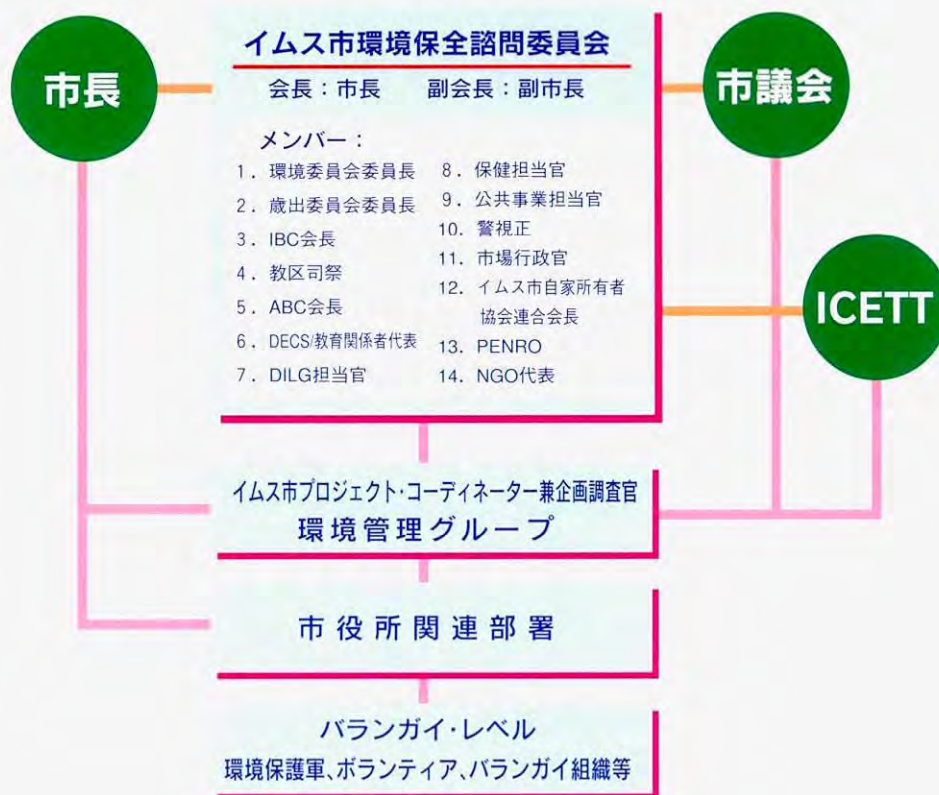 市長
イムス市環境保全諮問委員会
会長：市長　副会長：副市長
メンバー：
1．環境委員会委員長
2．歳出委員会委員長
3．IBC会長
4．教区司祭
5．ABC会長
6．DECS/教育関係者代表
7．DILG担当官
8．保健担当官
9．公共事業担当官
10．警視正
11．市場行政官
12．イムス市自家所有者
協会連合会長
13．PENRO
14．NGO代表
市議会
ICETT
イムス市プロジェクト・コーディネーター兼企画調査官
環境管理グループ
市役所関連部署
バランガイ・レベル
環境保護軍、ボランティア、バランガイ組織等